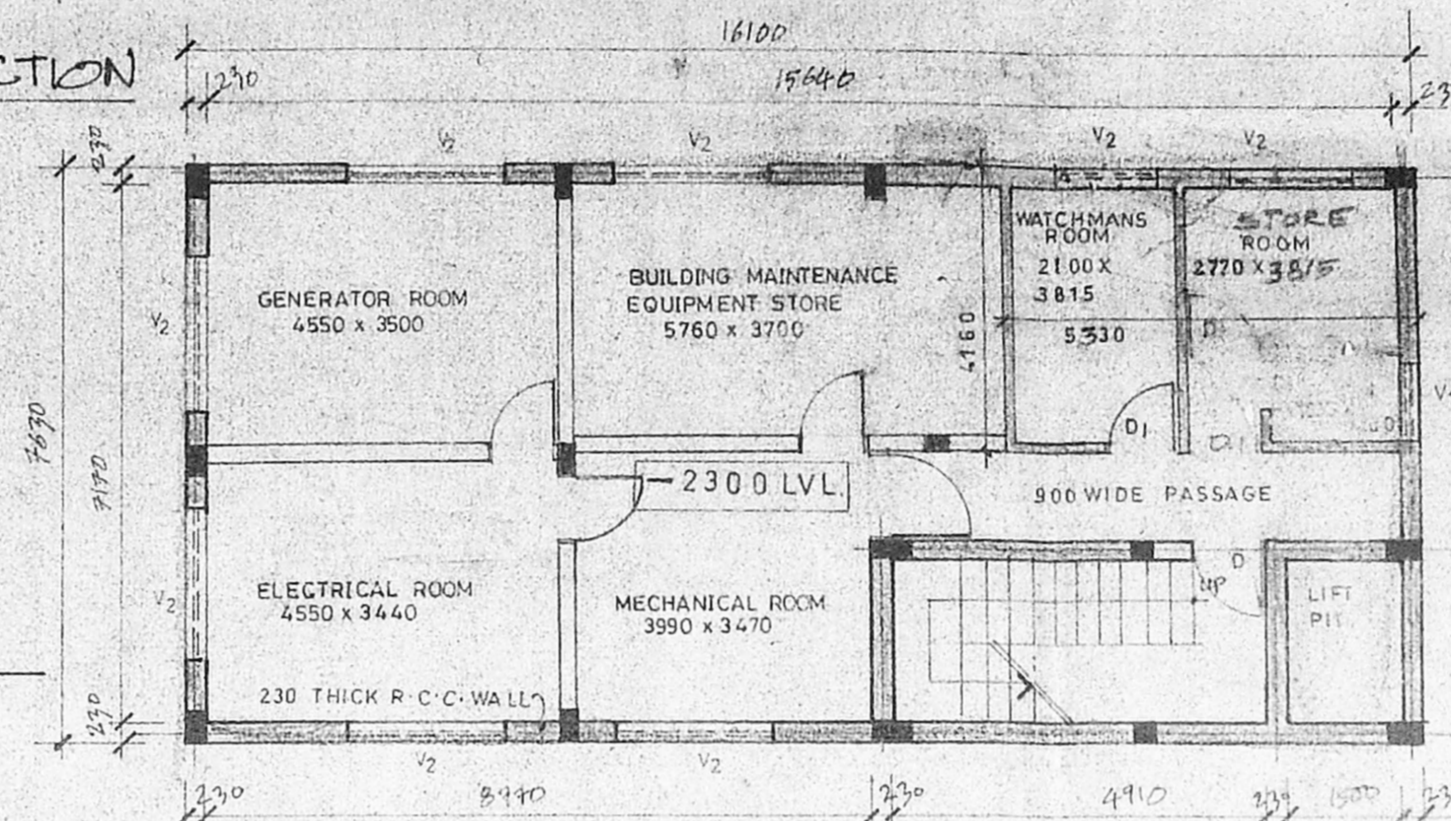 16100
CTION
230
15640
23
230
V2
V2
V2
V2
WATCHMANS
ROOM
2100 X
3815
STORE
ROOM
2770 X 3815
GENERATOR ROOM
4550 x 3500
BUILDING MAINTENANCE
EQUIPMENT STORE
5760 x 3700
V2
4160
5330
D1
V
7630
7170
D1
D1
-2300 LVL.
900 WIDE PASSAGE
ELECTRICAL ROOM
4550 x 3440
MECHANICAL ROOM
3990 x 3470
V2
D
UP
LIFT
PIT
230 THICK R.C.C. WALL
230
V2
V2
230
8770
230
4910
230
1500
23